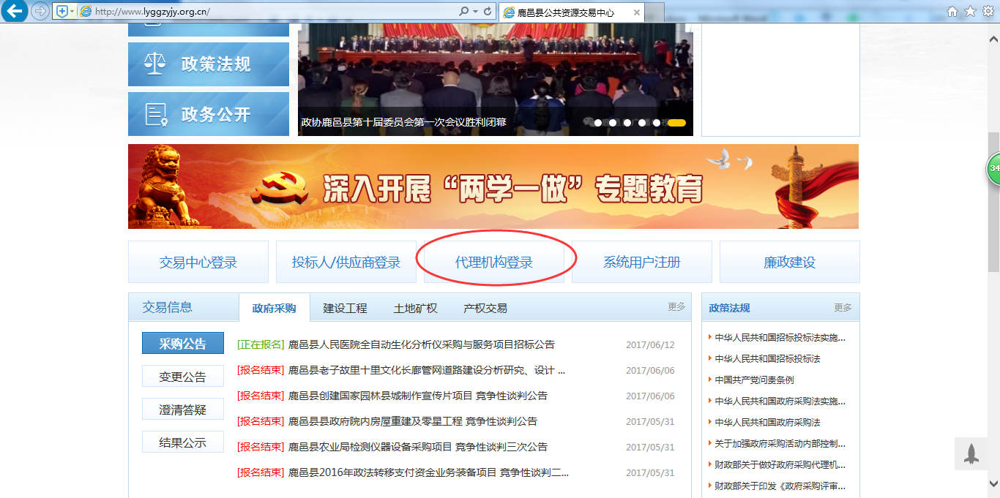 http://www.lyggzyjy.org.cn/
鹿邑县公共资源交易中心
政策法规
政务公开
政协鹿邑县第十届委员会第一次会议胜利闭幕
深入开展“两学一做”专题教育
34
交易中心登录
投标人/供应商登录
代理机构登录
系统用户注册
廉政建设
交易信息
政府采购
建设工程
土地矿权
产权交易
更多
采购公告
变更公告
澄清答疑
结果公示
[正在报名] 鹿邑县人民医院全自动生化分析仪采购与服务项目招标公告 2017/06/12
[报名结束] 鹿邑县老子故里十里文化长廊管网道路建设分析研究、设计 ... 2017/06/06
[报名结束] 鹿邑县创建国家园林县城制作宣传片项目 竞争性谈判公告 2017/06/06
[报名结束] 鹿邑县县政府院内房屋重建及零星工程 竞争性谈判公告 2017/05/31
[报名结束] 鹿邑县农业局检测仪器设备采购项目 竞争性谈判三次公告 2017/05/31
[报名结束] 鹿邑县2016年政法转移支付资金业务装备项目 竞争性谈判二... 2017/05/31
政策法规
更多
中华人民共和国招标投标法实施...
中华人民共和国招标投标法
中国共产党问责条例
中华人民共和国政府采购法实施...
中华人民共和国政府采购法
关于加强政府采购活动内部控制...
财政部关于做好政府采购代理机...
财政部关于印发《政府采购评审...